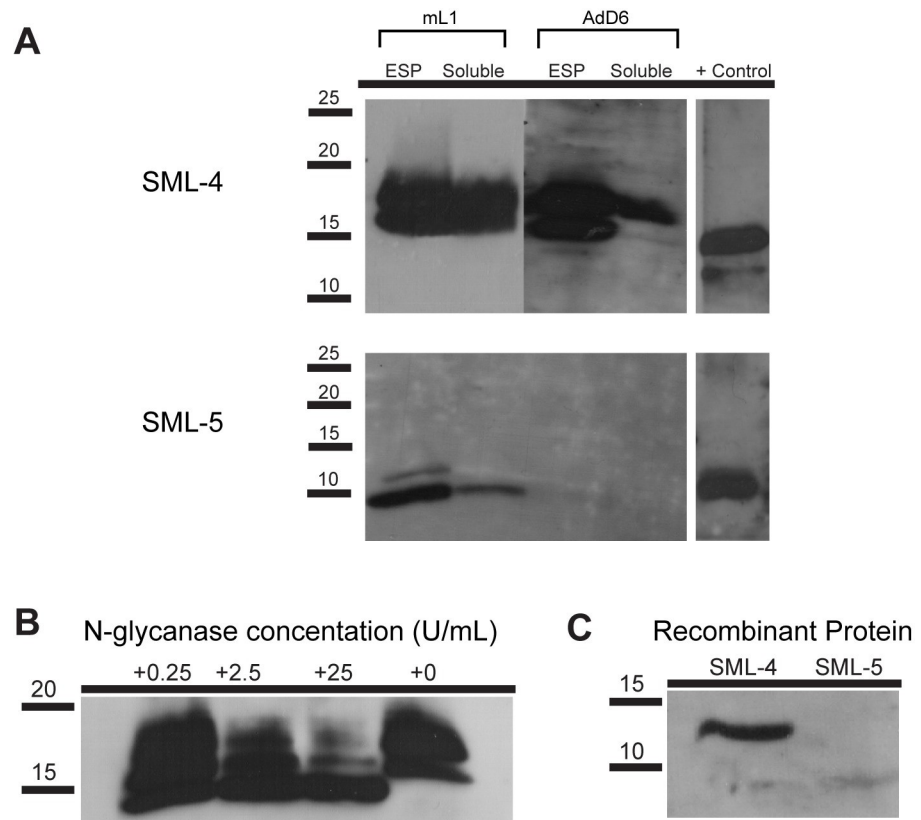 A
mL1 AdD6
ESP Soluble ESP Soluble + Control
25
20
SML-4
15
10
25
20
SML-5
15
10
B
N-glycanase concentation (U/mL)
+0.25 +2.5 +25 +0
20
15
C
Recombinant Protein
SML-4 SML-5
15
10